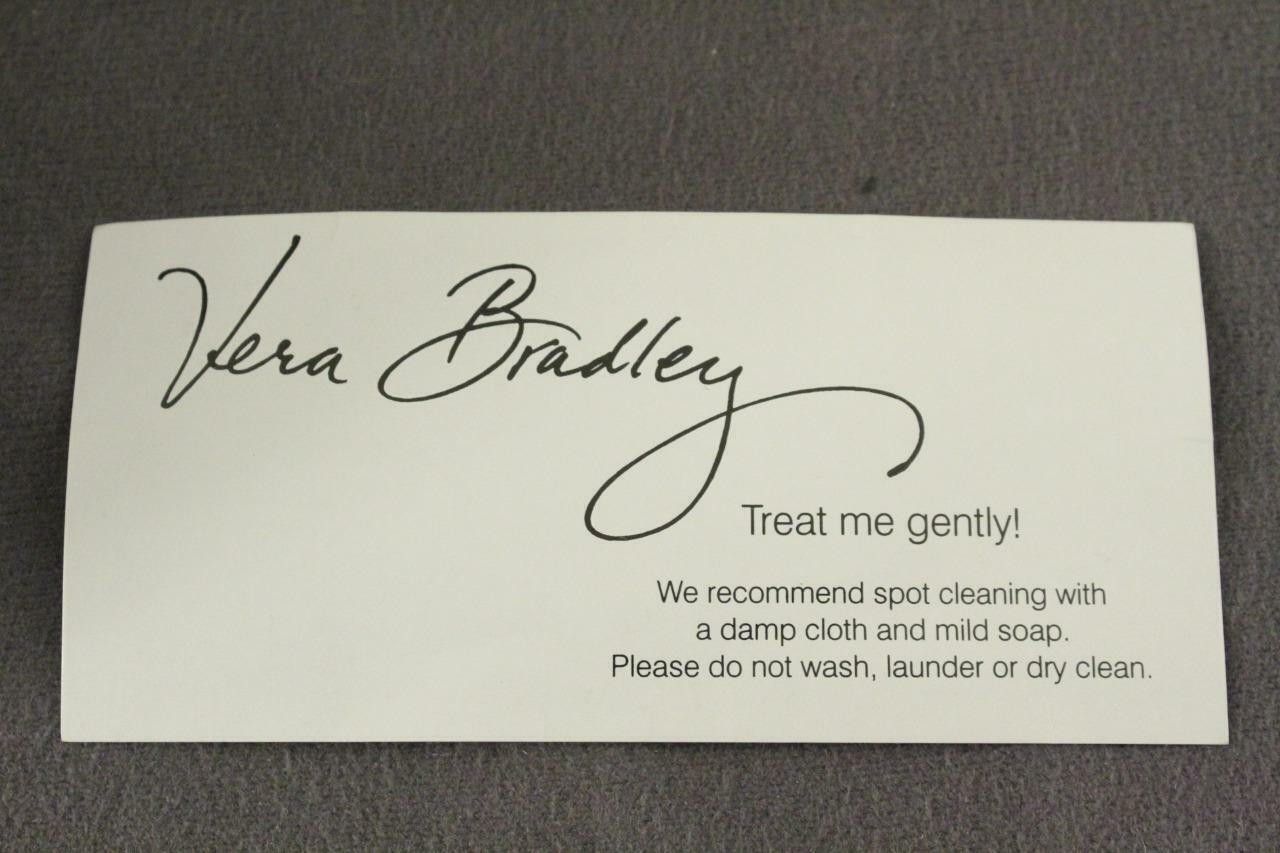 Vera Bradley
Treat me gently!
We recommend spot cleaning with
a damp cloth and mild soap.
Please do not wash, launder or dry clean.